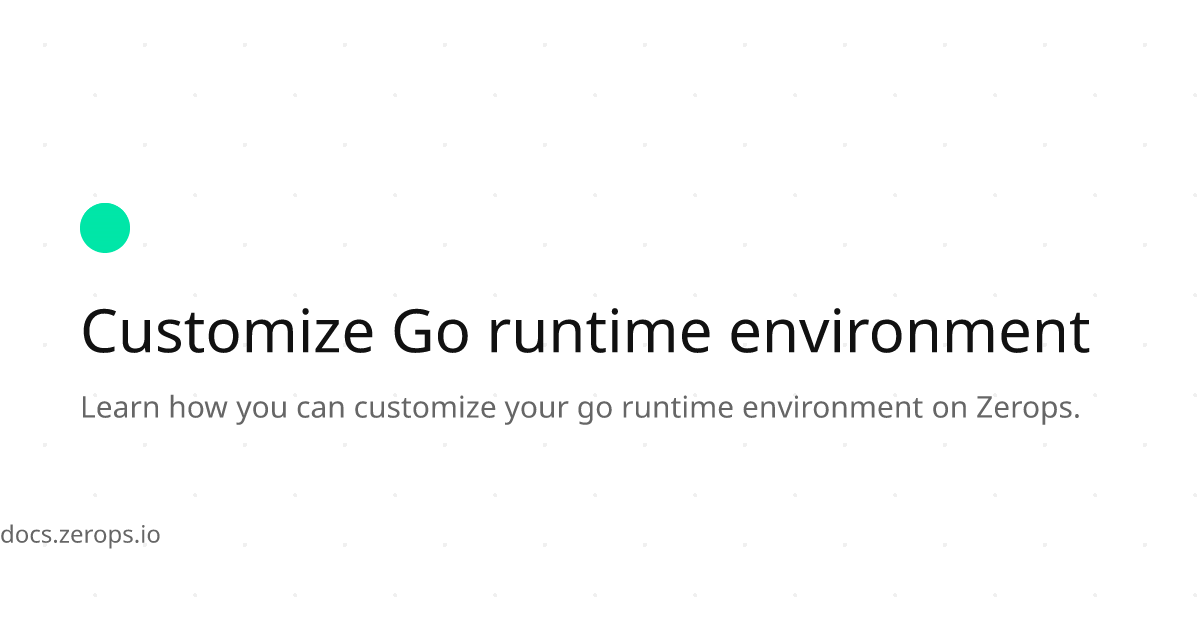 Customize Go runtime environment
Learn how you can customize your go runtime environment on Zerops.
docs.zerops.io